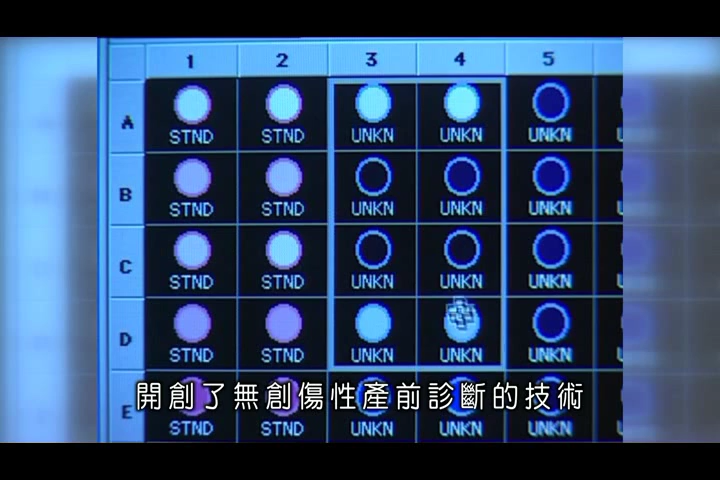 1 2 3 4 5
A STND STND UNKN UNKN UNKN U
B STND STND UNKN UNKN UNKN U
C STND STND UNKN UNKN UNKN U
D STND STND UNKN UNKN UNKN U
開創了無創傷性產前診斷的技術
E STND STND UNKN UNKN UNKN U